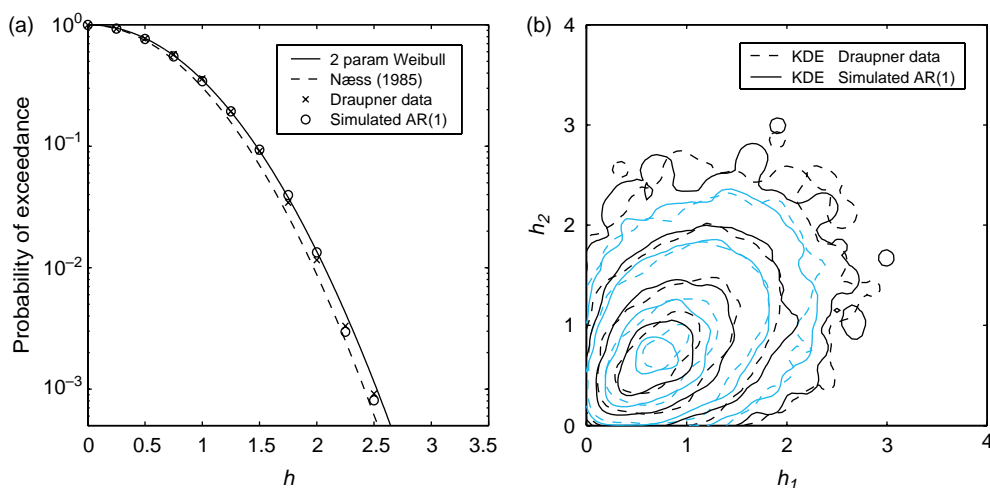 (a)
10^0
10^−1
10^−2
10^−3
Probability of exceedance
2 param Weibull
Næss (1985)
Draupner data
Simulated AR(1)
0 0.5 1 1.5 2 2.5 3 3.5
h
(b)
4
3
2
1
0
h_2
KDE Draupner data
KDE Simulated AR(1)
0 1 2 3 4
h_1